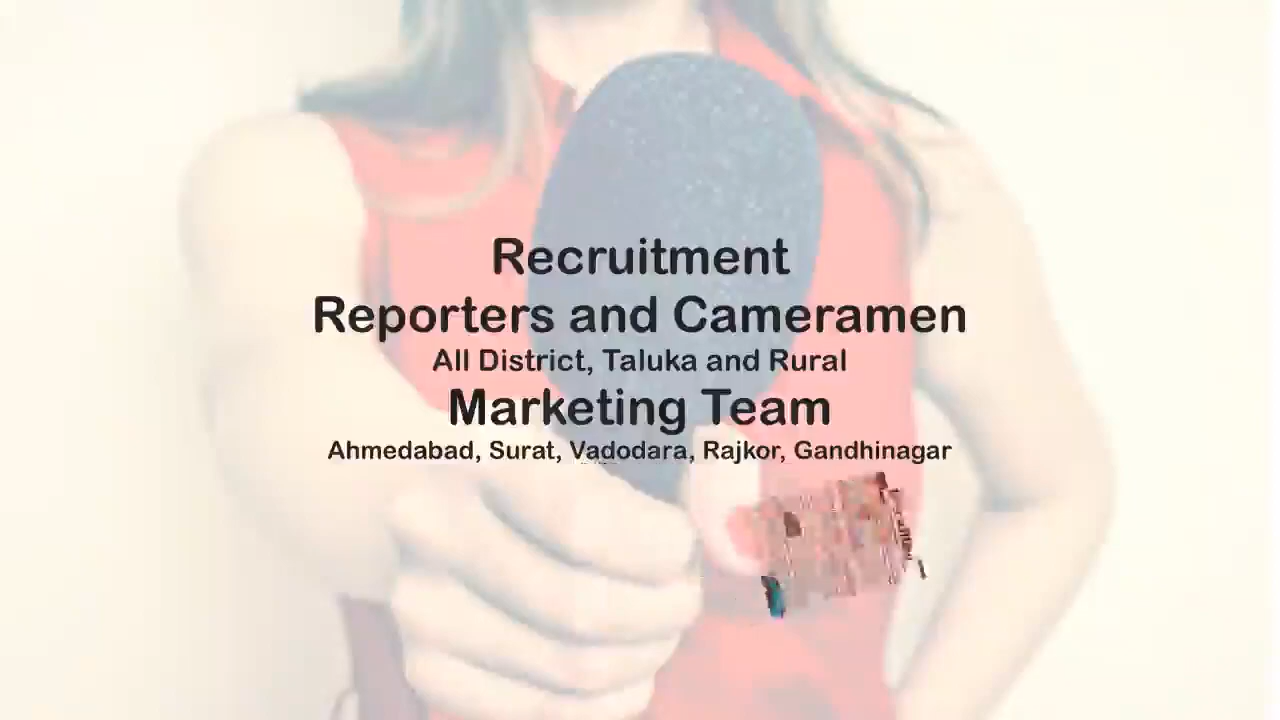 Recruitment
Reporters and Cameramen
All District, Taluka and Rural
Marketing Team
Ahmedabad, Surat, Vadodara, Rajkor, Gandhinagar